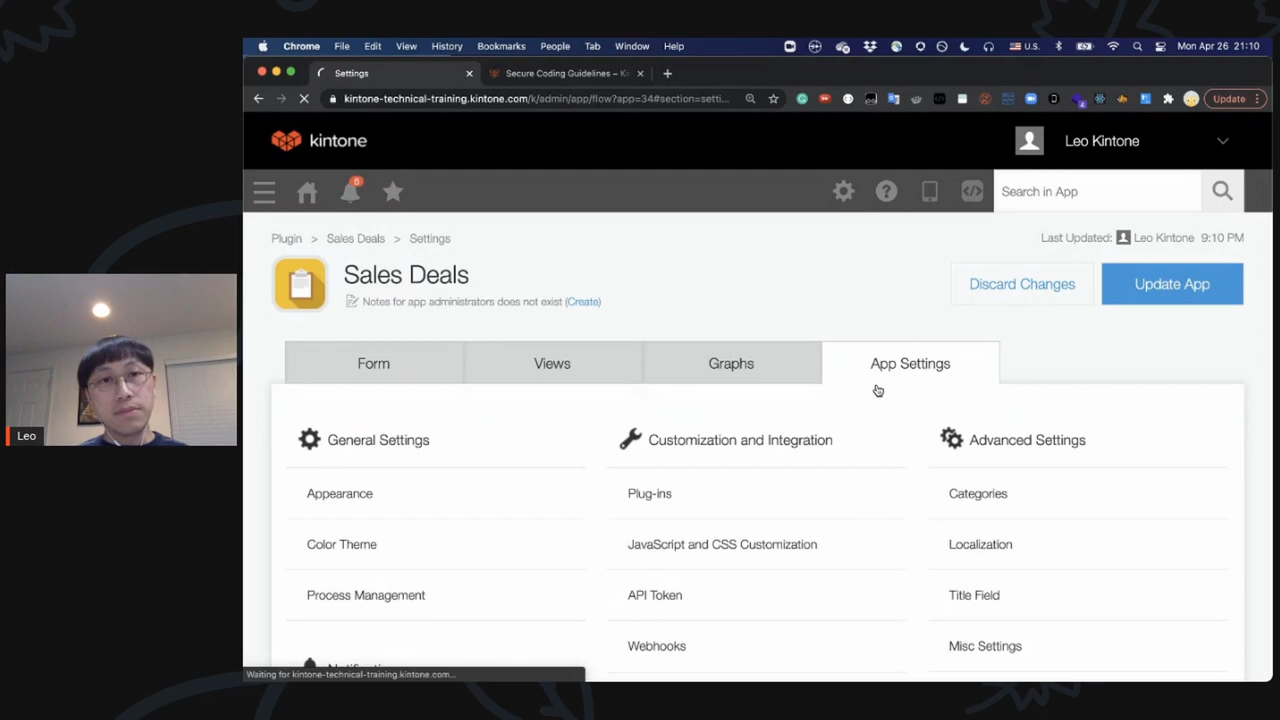 Chrome File Edit View History Bookmarks People Tab Window Help U.S. Mon Apr 26 21:10
Settings Secure Coding Guidelines – Ki
kintone-technical-training.kintone.com/k/admin/app/flow?app=34#section=setti... Update
kintone Leo Kintone
6 Search in App
Plugin > Sales Deals > Settings Last Updated: Leo Kintone 9:10 PM
Sales Deals
Notes for app administrators does not exist (Create)
Discard Changes Update App
Form Views Graphs App Settings
General Settings Customization and Integration Advanced Settings
Appearance Plug-ins Categories
Color Theme JavaScript and CSS Customization Localization
Process Management API Token Title Field
Webhooks Misc Settings
Waiting for kintone-technical-training.kintone.com...
Leo